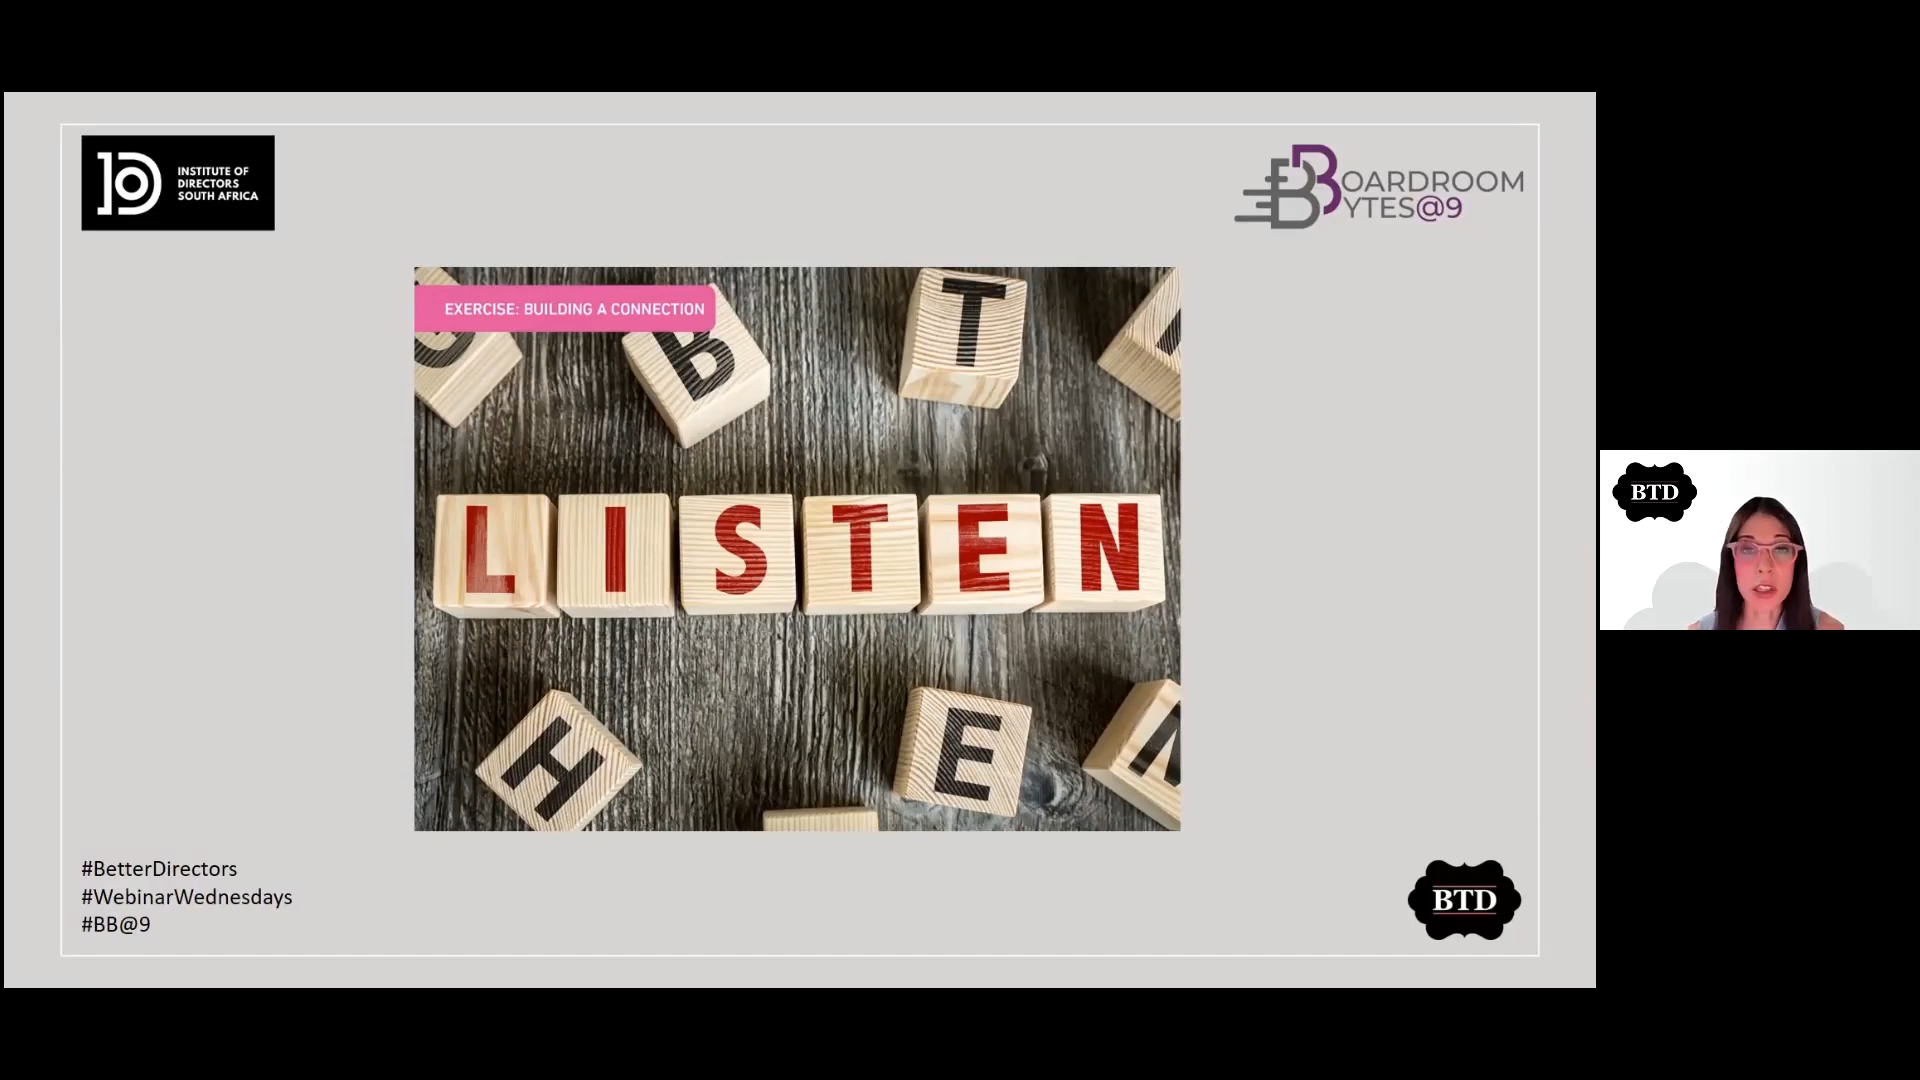 INSTITUTE OF
DIRECTORS
SOUTH AFRICA
BOARDROOM
BYTES@9
EXERCISE: BUILDING A CONNECTION
B
T
LISTEN
H
E
#BetterDirectors
#WebinarWednesdays
#BB@9
BTD
BTD